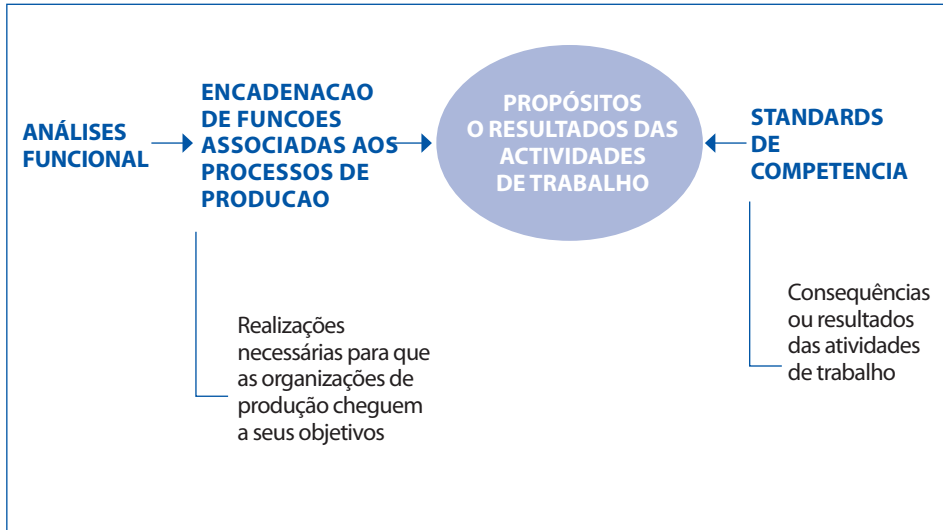 ANÁLISES
FUNCIONAL
ENCADENACAO
DE FUNCOES
ASSOCIADAS AOS
PROCESSOS DE
PRODUCAO
PROPÓSITOS
O RESULTADOS DAS
ACTIVIDADES
DE TRABALHO
STANDARDS
DE
COMPETENCIA
Realizações
necessárias para que
as organizações de
produção cheguem
a seus objetivos
Consequências
ou resultados
das atividades
de trabalho